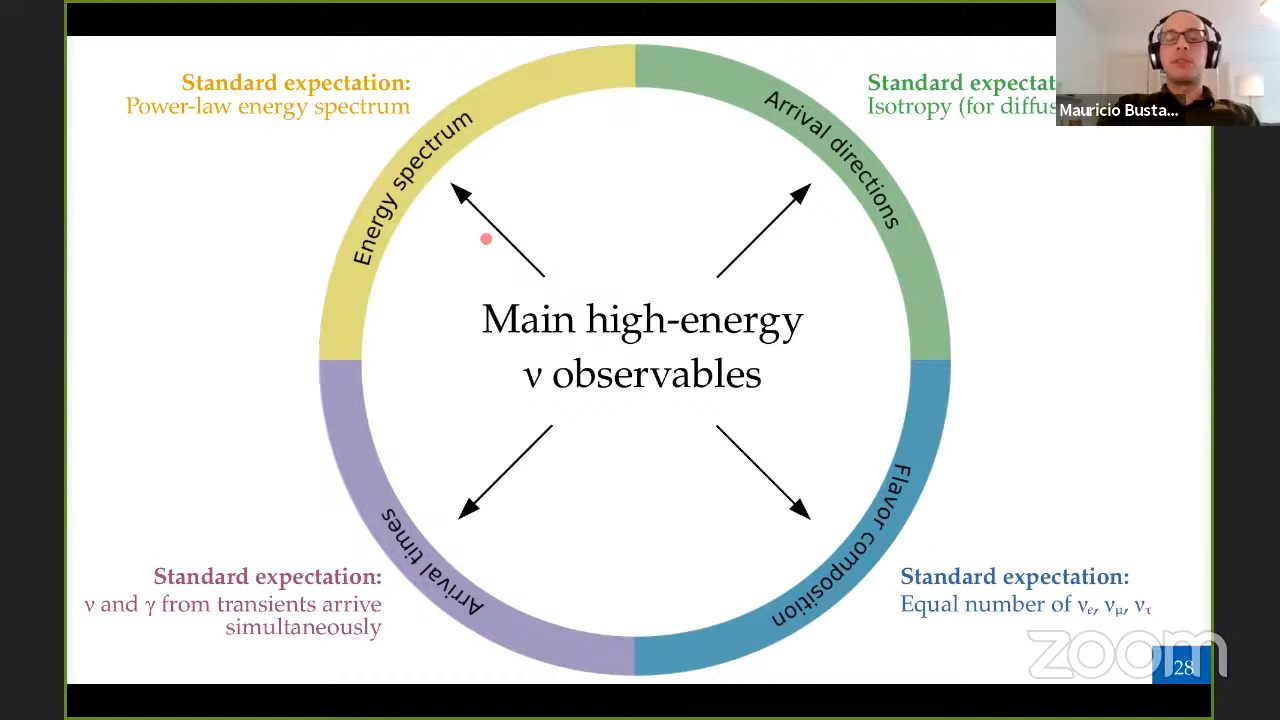 Standard expectation:
Power-law energy spectrum
Standard
Isotropy (for
Mauricio Busta...
Energy spectrum
Arrival directions
Main high-energy
ν observables
Arrival times
Flavor composition
Standard expectation:
ν and γ from transients arrive
simultaneously
Standard expectation:
Equal number of νe, νμ, ντ
zoom
28